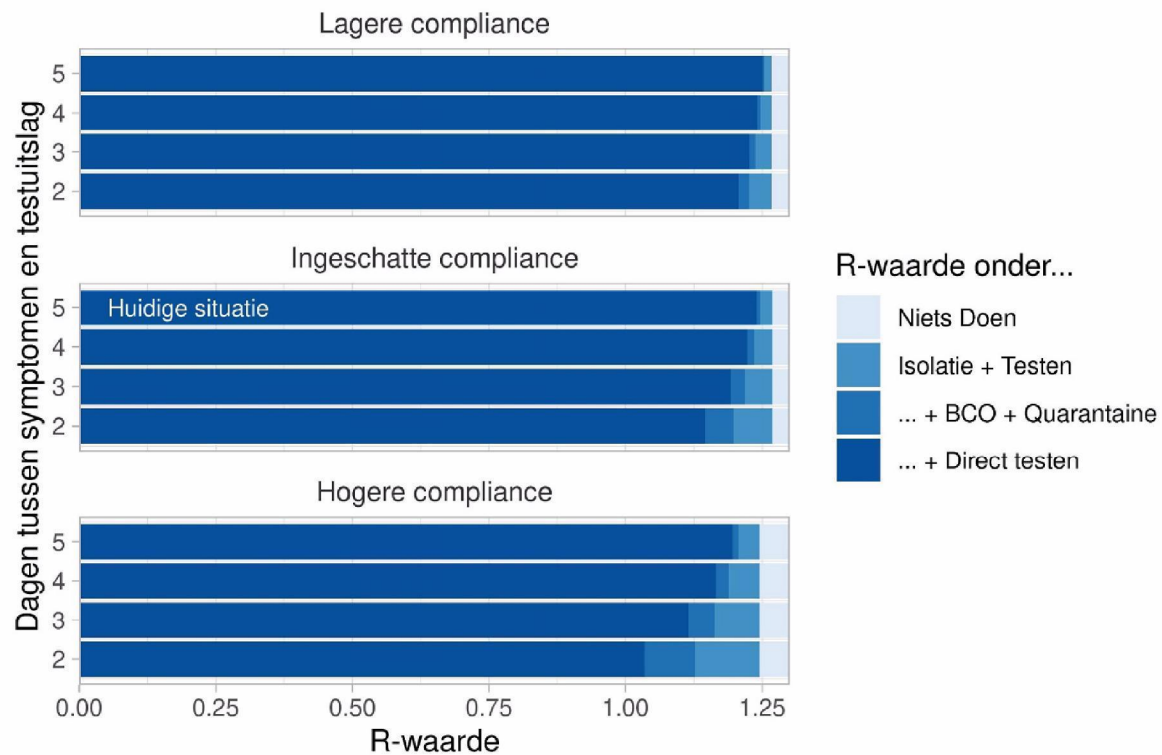 Lagere compliance
5
4
3
2
Ingeschatte compliance
5
Huidige situatie
4
3
2
Hogere compliance
5
4
3
2
0.00
0.25
0.50
0.75
1.00
1.25
R-waarde
Dagen tussen symptomen en testuitslag
R-waarde onder...
Niets Doen
Isolatie + Testen
... + BCO + Quarantaine
... + Direct testen